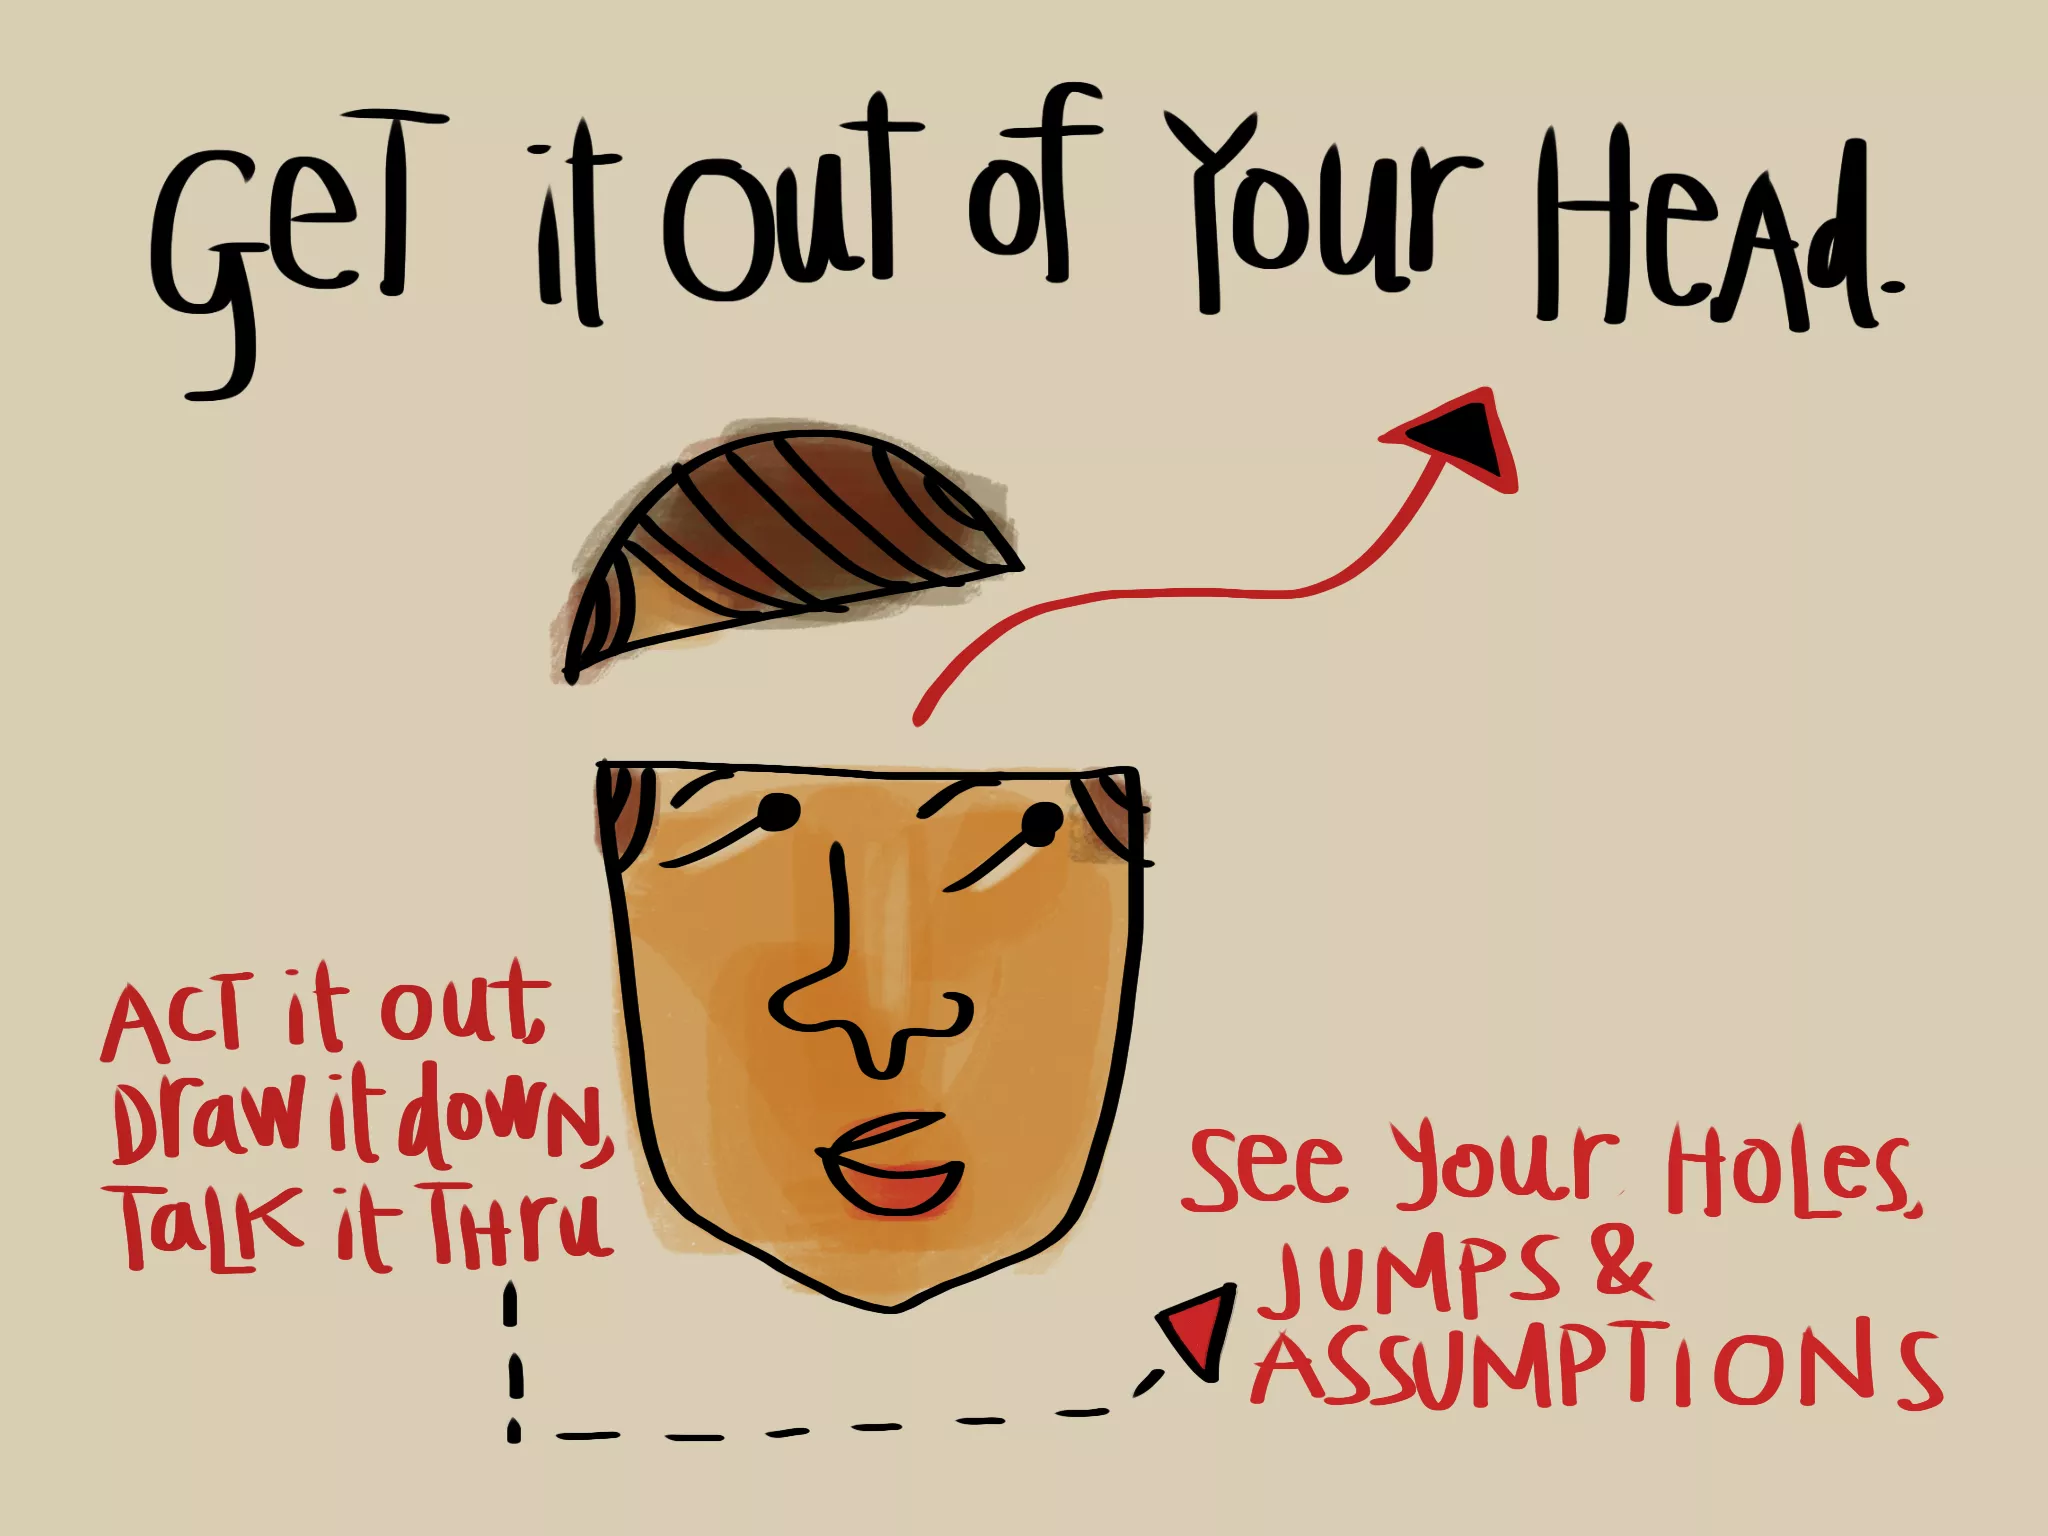 GeT it out of Your HeAd.
ACT it out,
Draw it down,
TaLK it THru
See Your HoLes,
JUMPS &
ASSUMPTIONS